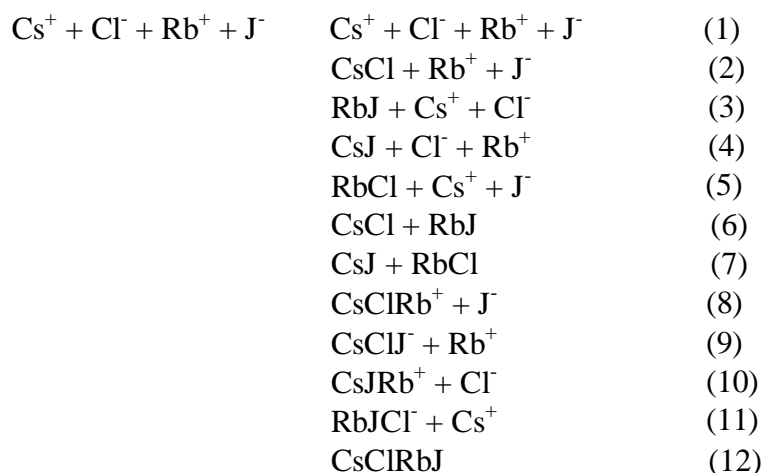 Cs⁺ + Cl⁻ + Rb⁺ + J⁻ Cs⁺ + Cl⁻ + Rb⁺ + J⁻ (1)
CsCl + Rb⁺ + J⁻ (2)
RbJ + Cs⁺ + Cl⁻ (3)
CsJ + Cl⁻ + Rb⁺ (4)
RbCl + Cs⁺ + J⁻ (5)
CsCl + RbJ (6)
CsJ + RbCl (7)
CsClRb⁺ + J⁻ (8)
CsClJ⁻ + Rb⁺ (9)
CsJRb⁺ + Cl⁻ (10)
RbJCl⁻ + Cs⁺ (11)
CsClRbJ (12)